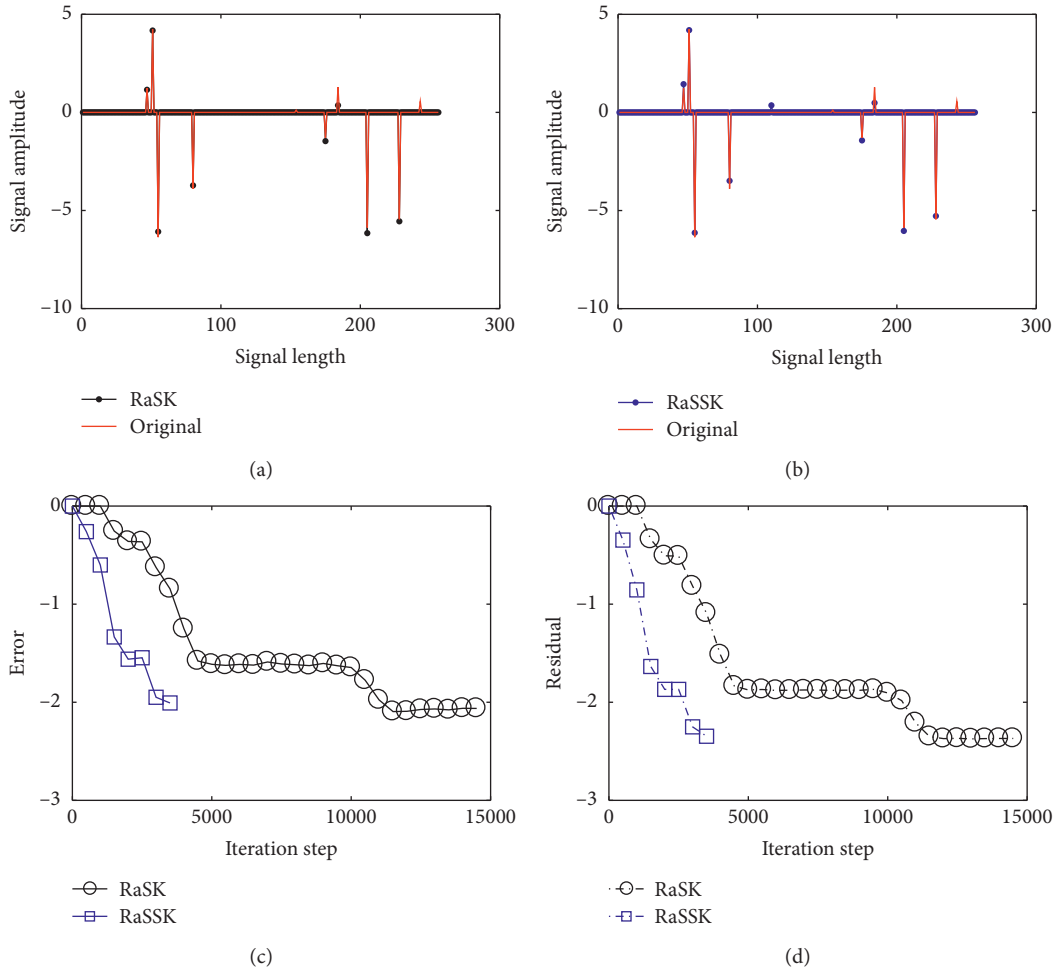 5
0
−5
−10
Signal amplitude
0
100
200
300
Signal length
RaSK
Original
(a)
5
0
−5
−10
Signal amplitude
0
100
200
300
Signal length
RaSSK
Original
(b)
0
−1
−2
−3
Error
0
5000
10000
15000
Iteration step
RaSK
RaSSK
(c)
0
−1
−2
−3
Residual
0
5000
10000
15000
Iteration step
RaSK
RaSSK
(d)